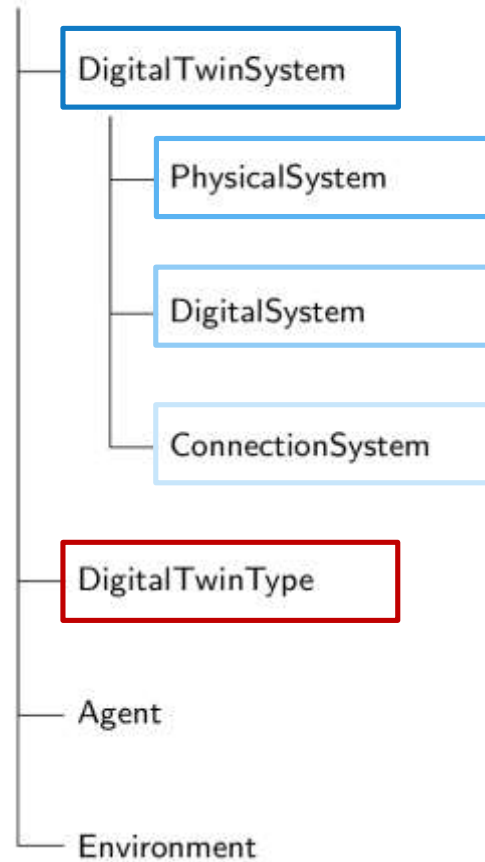 DigitalTwinSystem
PhysicalSystem
DigitalSystem
ConnectionSystem
DigitalTwinType
Agent
Environment